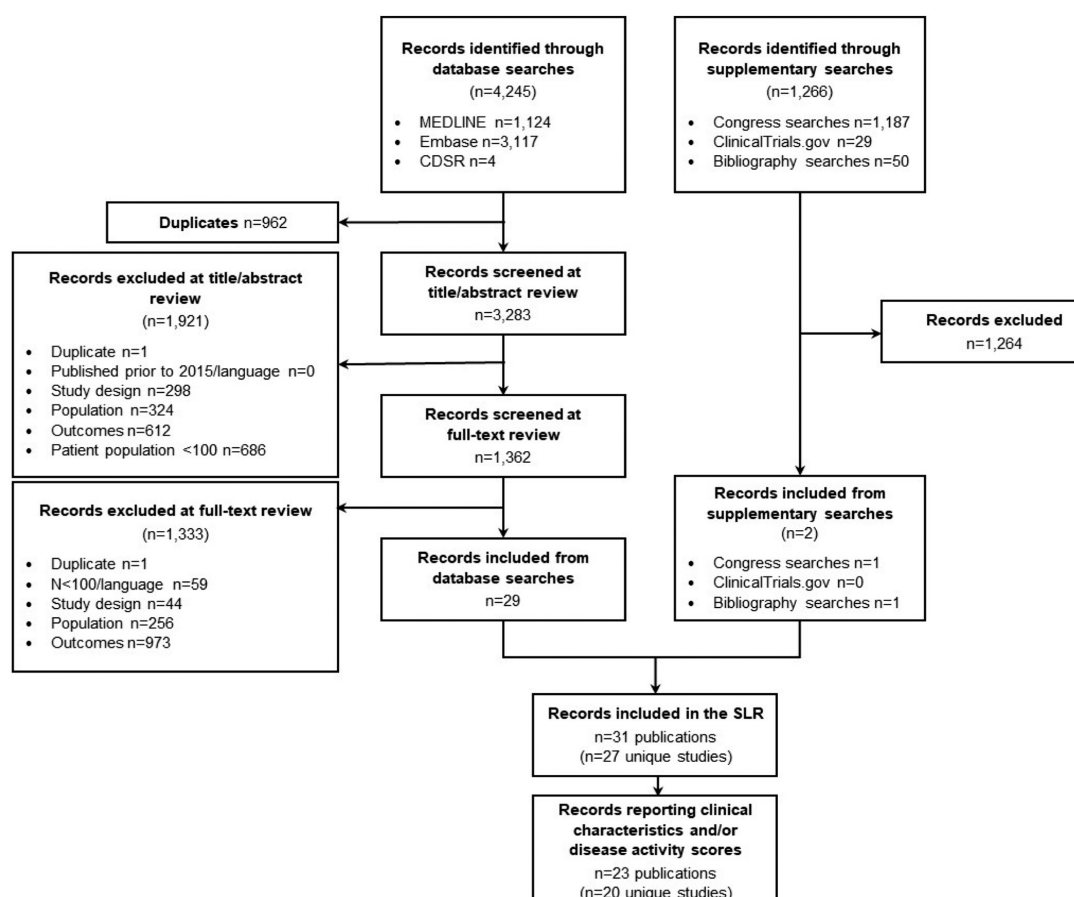 Records identified through
database searches
(n=4,245)
• MEDLINE n=1,124
• Embase n=3,117
• CDSR n=4
Records identified through
supplementary searches
(n=1,266)
• Congress searches n=1,187
• ClinicalTrials.gov n=29
• Bibliography searches n=50
Duplicates n=962
Records excluded at title/abstract
review
(n=1,921)
• Duplicate n=1
• Published prior to 2015/language n=0
• Study design n=298
• Population n=324
• Outcomes n=612
• Patient population <100 n=686
Records screened at
title/abstract review
n=3,283
Records excluded
n=1,264
Records screened at
full-text review
n=1,362
Records excluded at full-text review
(n=1,333)
• Duplicate n=1
• N<100/language n=59
• Study design n=44
• Population n=256
• Outcomes n=973
Records included from
database searches
n=29
Records included from
supplementary searches
(n=2)
• Congress searches n=1
• ClinicalTrials.gov n=0
• Bibliography searches n=1
Records included in the SLR
n=31 publications
(n=27 unique studies)
Records reporting clinical
characteristics and/or
disease activity scores
n=23 publications
(n=20 unique studies)